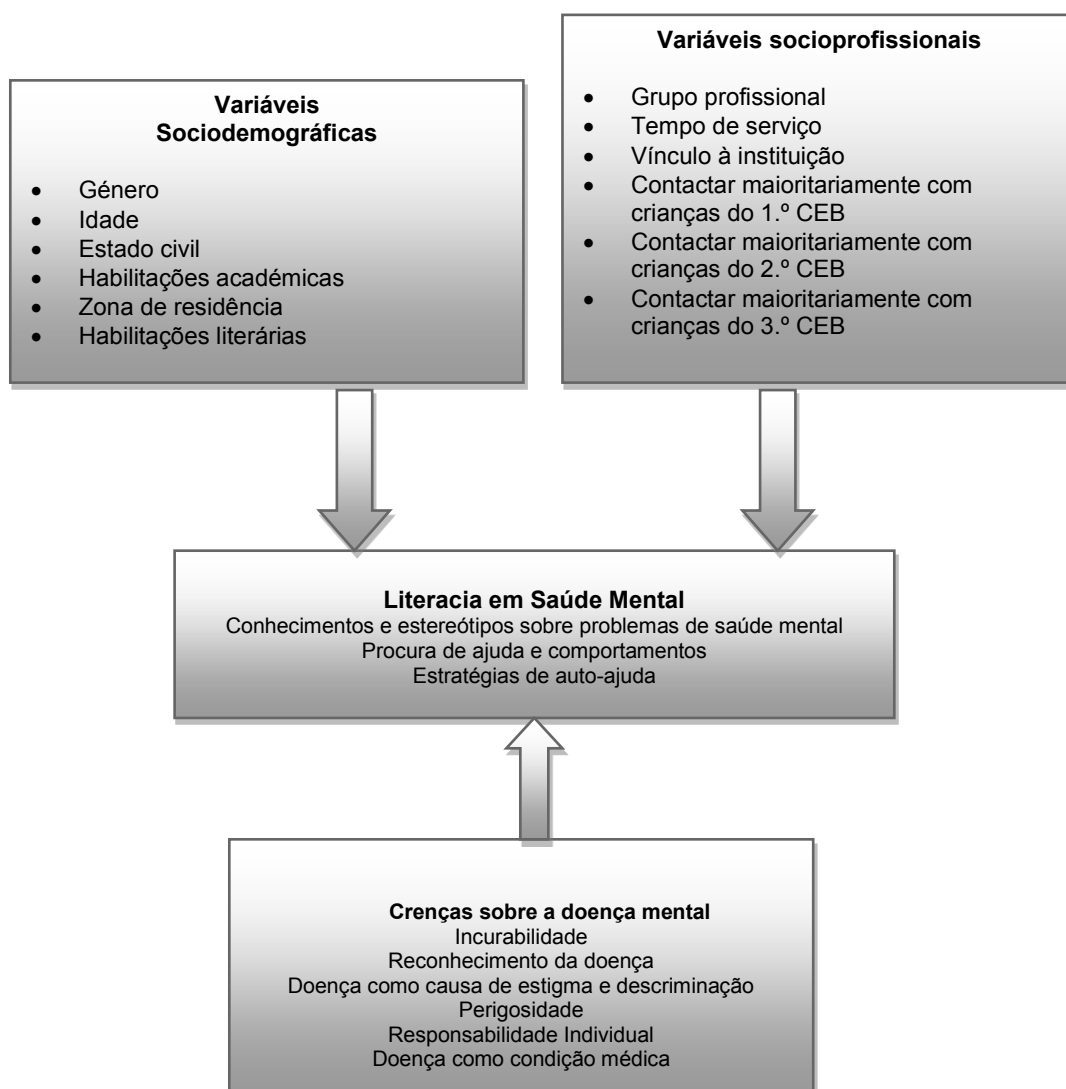 Variáveis
Sociodemográficas
• Género
• Idade
• Estado civil
• Habilitações académicas
• Zona de residência
• Habilitações literárias
Variáveis socioprofissionais
• Grupo profissional
• Tempo de serviço
• Vínculo à instituição
• Contactar maioritariamente com
crianças do 1.º CEB
• Contactar maioritariamente com
crianças do 2.º CEB
• Contactar maioritariamente com
crianças do 3.º CEB
Literacia em Saúde Mental
Conhecimentos e estereótipos sobre problemas de saúde mental
Procura de ajuda e comportamentos
Estratégias de auto-ajuda
Crenças sobre a doença mental
Incurabilidade
Reconhecimento da doença
Doença como causa de estigma e descriminação
Perigosidade
Responsabilidade Individual
Doença como condição médica